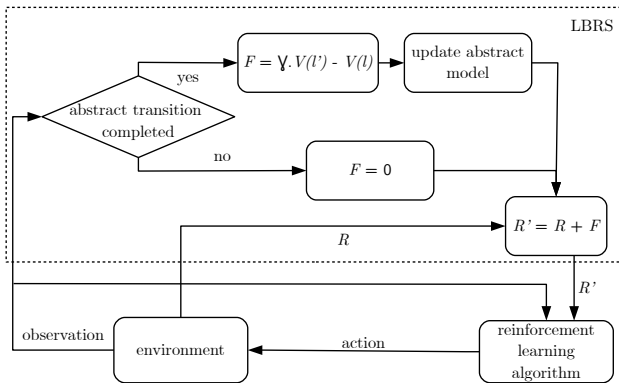 LBRS
F = Ɣ. V(l') - V(l)
update abstract
model
yes
abstract transition
completed
no
F = 0
R' = R + F
R
R'
observation
environment
action
reinforcement
learning
algorithm